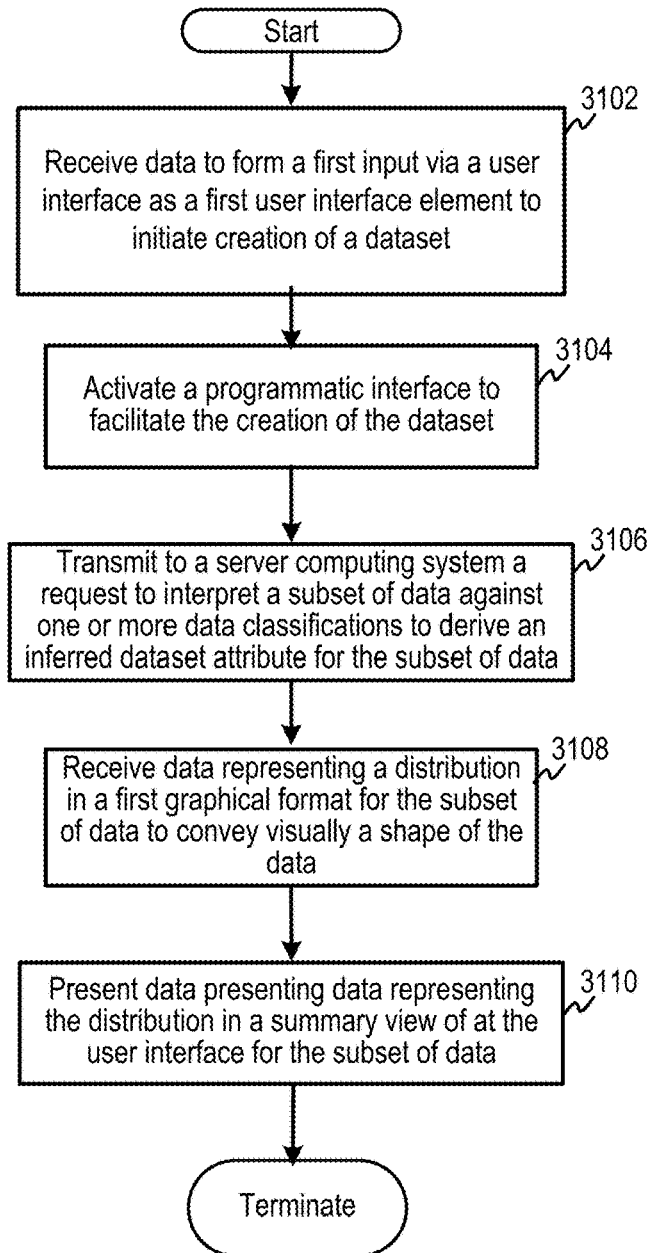 Start
3102
Receive data to form a first input via a user
interface as a first user interface element to
initiate creation of a dataset
3104
Activate a programmatic interface to
facilitate the creation of the dataset
3106
Transmit to a server computing system a
request to interpret a subset of data against
one or more data classifications to derive an
inferred dataset attribute for the subset of data
3108
Receive data representing a distribution
in a first graphical format for the subset
of data to convey visually a shape of the
data
3110
Present data presenting data representing
the distribution in a summary view of at the
user interface for the subset of data
Terminate